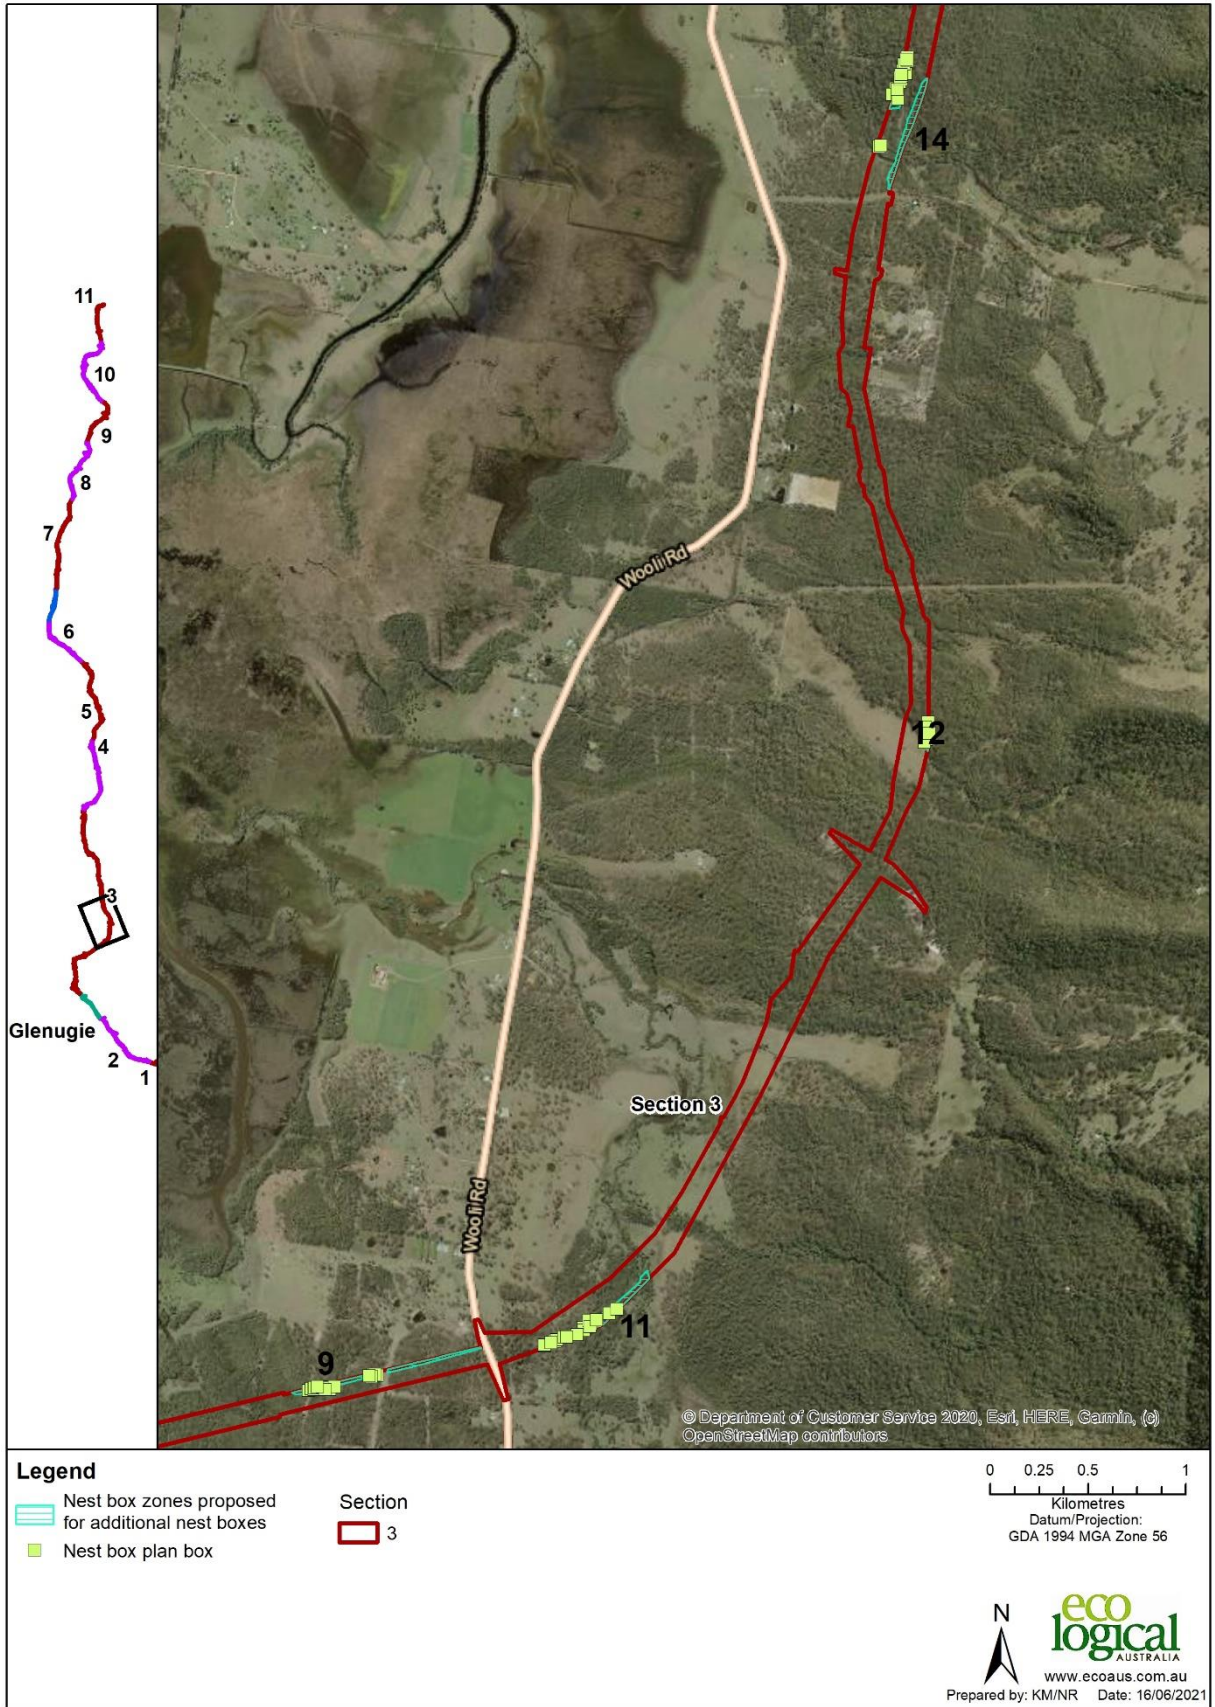 11
10
9
8
7
6
5
4
3
Glenugie
2
1
14
Wooli Rd
12
Section 3
Wooli Rd
11
9
© Department of Customer Service 2020, Esri, HERE, Garmin, (c)
OpenStreetMap contributors
Legend
Nest box zones proposed
for additional nest boxes
Nest box plan box
Section
3
0 0.25 0.5 1
Kilometres
Datum/Projection:
GDA 1994 MGA Zone 56
N
eco
logical
AUSTRALIA
www.ecoaus.com.au
Prepared by: KM/NR Date: 16/06/2021